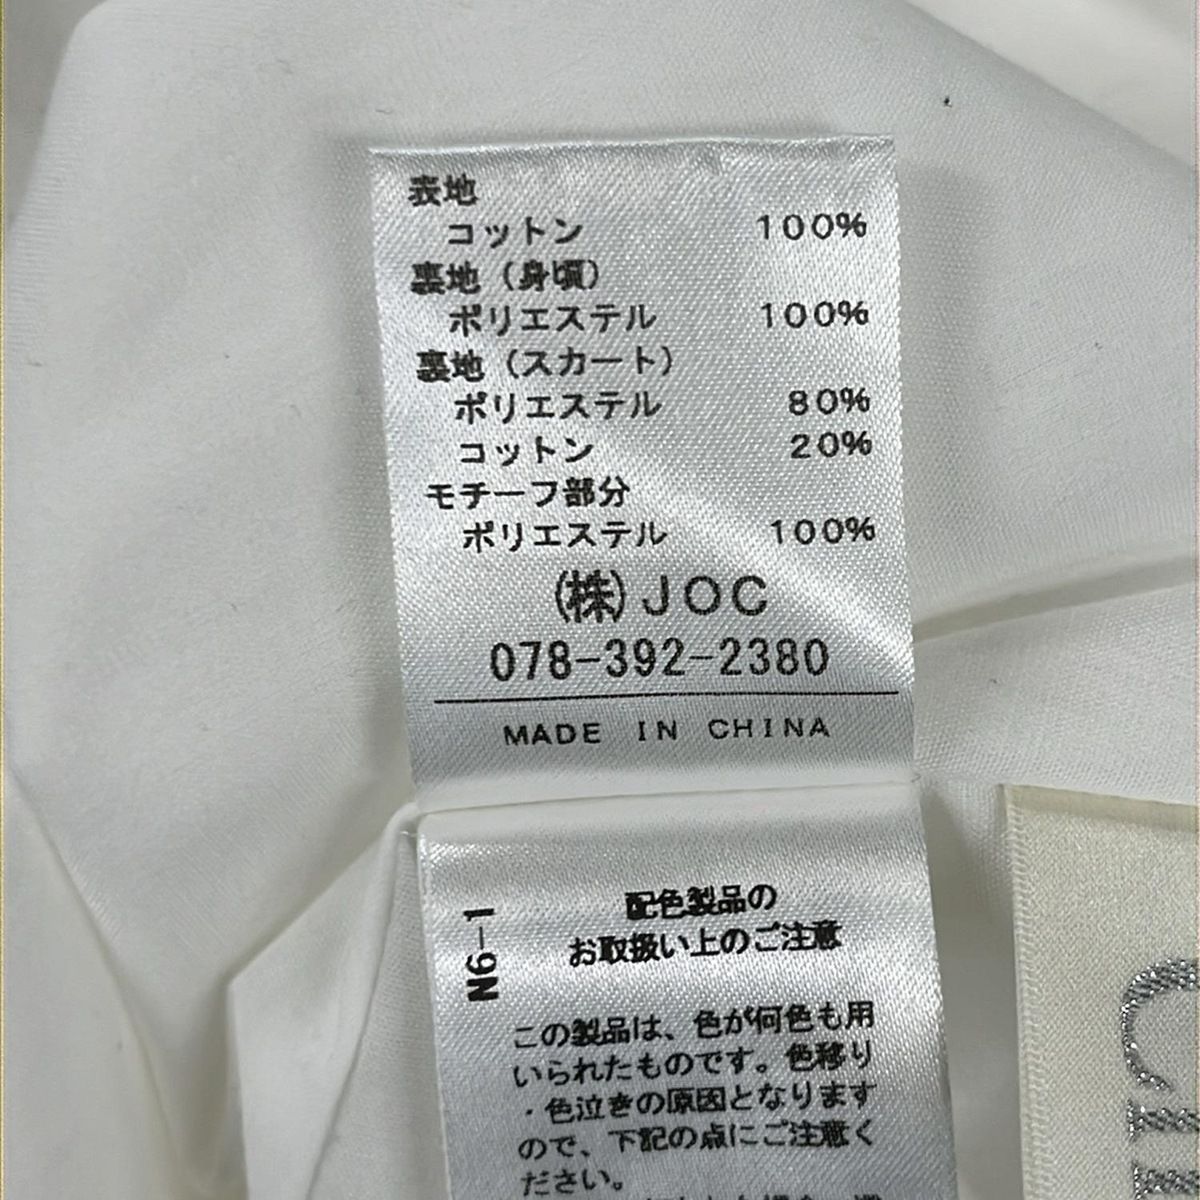 表地
コットン 100%
裏地(身頃)
ポリエステル 100%
裏地(スカート)
ポリエステル 80%
コットン 20%
モチーフ部分
ポリエステル 100%
(株)JOC
078-392-2380
MADE IN CHINA
N6-1
配色製品の
お取扱い上のご注意
この製品は、色が何色も用
いられたものです。色移り
・色泣きの原因となります
ので、下記の点にご注意く
ださい。